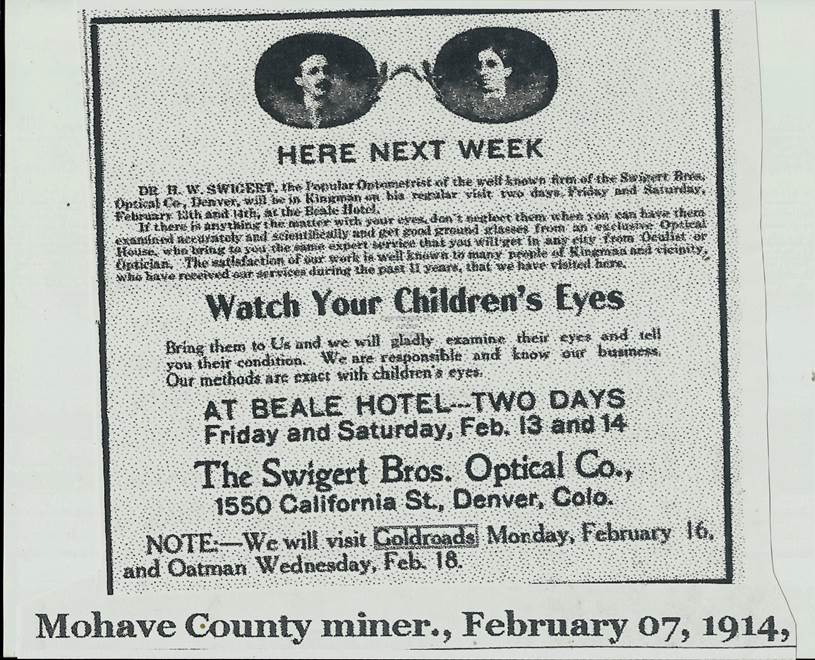 HERE NEXT WEEK
DR H. W. SWIGERT, the Popular Optometrist of the well known firm of the Swigert Bros.
Optical Co., Denver, will be in Kingman on his regular visit two days, Friday and Saturday,
February 13th and 14th, at the Beale Hotel.
If there is anything the matter with your eyes, don't neglect them when you can have them
examined accurately and scientifically and get good ground glasses from an exclusive Optical
House, who bring to you the same expert service that you will get in any city from Oculist or
Optician. The satisfaction of our work is well known to many people of Kingman and vicinity,
who have received our services during the past 11 years, that we have visited here.
Watch Your Children's Eyes
Bring them to Us and we will gladly examine their eyes and tell
you their condition. We are responsible and know our business.
Our methods are exact with children's eyes.
AT BEALE HOTEL--TWO DAYS
Friday and Saturday, Feb. 13 and 14
The Swigert Bros. Optical Co.,
1550 California St., Denver, Colo.
NOTE:—We will visit Goldroads Monday, February 16,
and Oatman Wednesday, Feb. 18.
Mohave County miner., February 07, 1914,